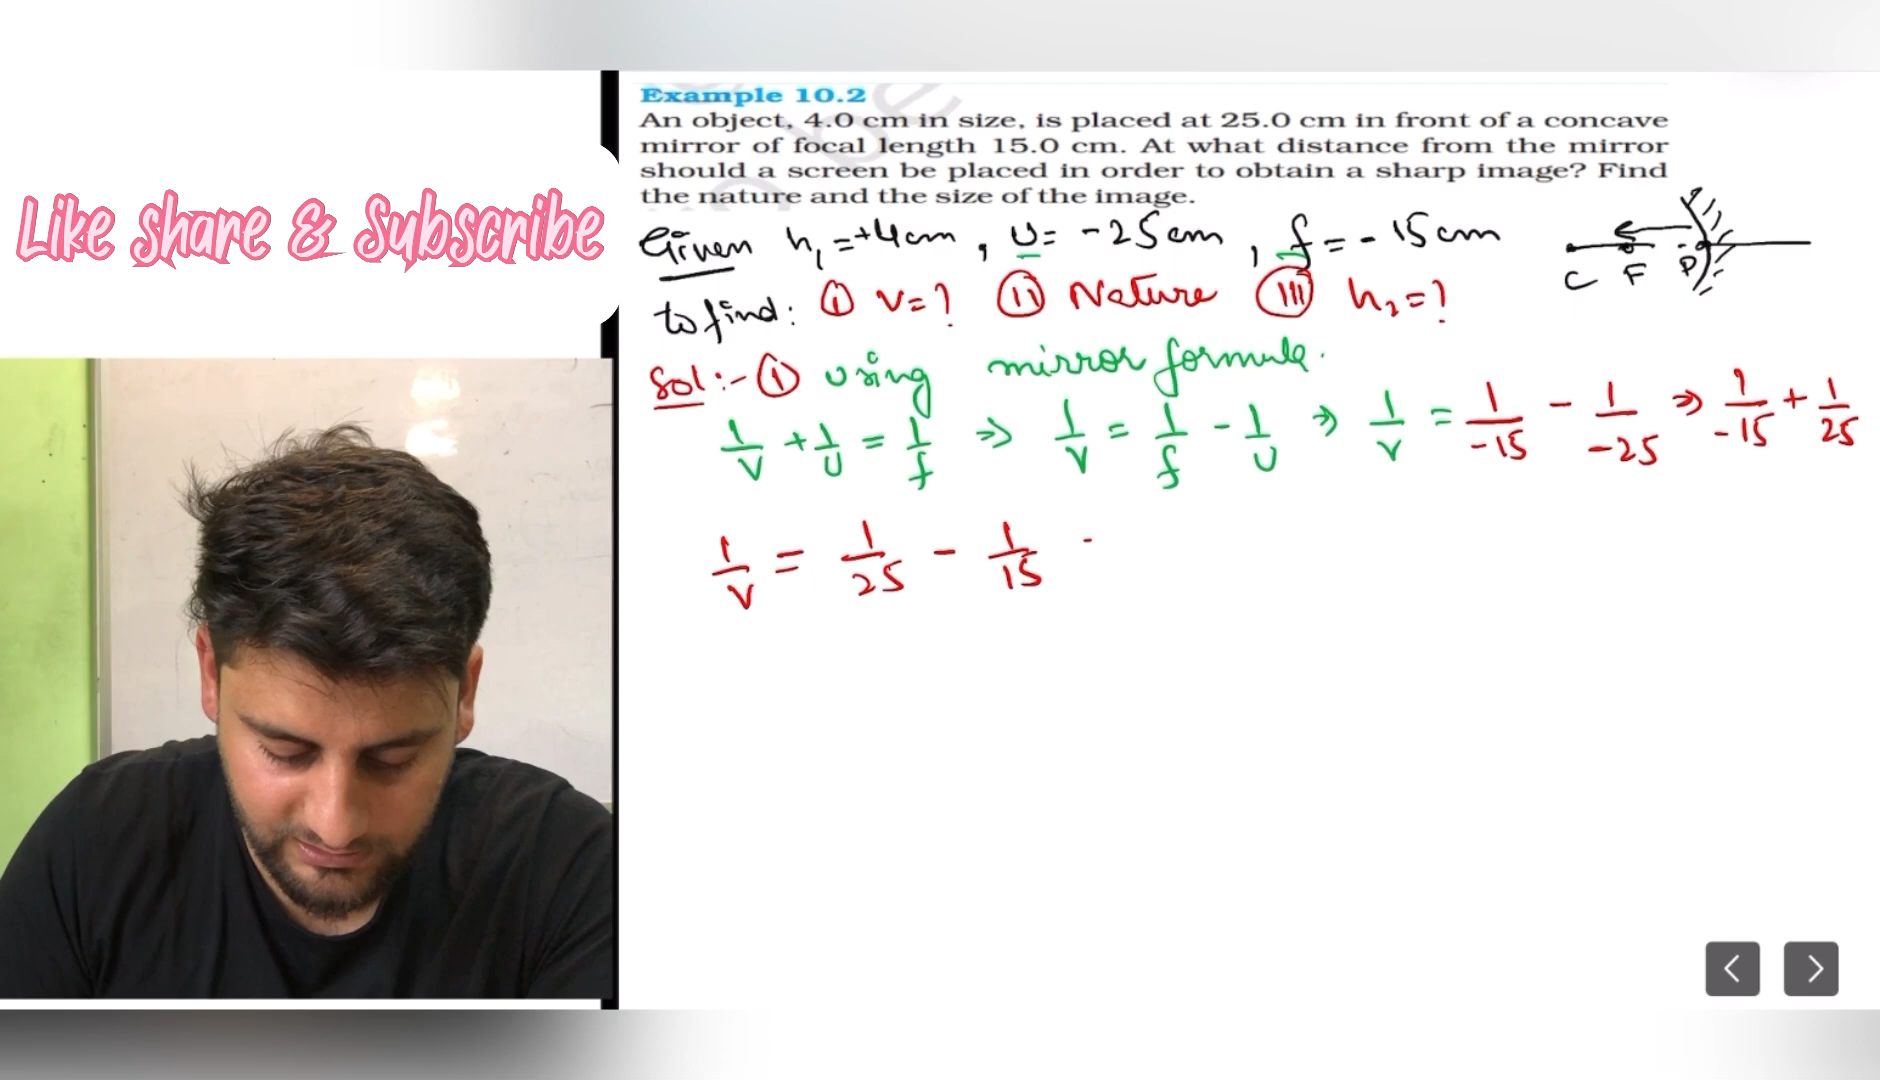 Like share & Subscribe
Example 10.2
An object, 4.0 cm in size, is placed at 25.0 cm in front of a concave
mirror of focal length 15.0 cm. At what distance from the mirror
should a screen be placed in order to obtain a sharp image? Find
the nature and the size of the image.
Given h₁ = +4cm , U = -25cm , f = -15cm
C F P
to find: ① v=? ② Nature ③ h₂=?
Sol:- ① using mirror formula.
1/v + 1/u = 1/f ⇒ 1/v = 1/f - 1/u ⇒ 1/v = 1/-15 - 1/-25 ⇒ 1/-15 + 1/25
1/v = 1/25 - 1/15 -